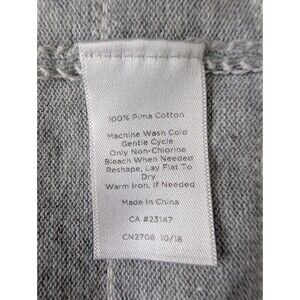 100% Pima Cotton
Machine Wash Cold
Gentle Cycle
Only Non-Chlorine
Bleach When Needed
Reshape, Lay Flat To
Dry
Warm Iron, If Needed
Made In China
CA #23147
CN2708 10/18